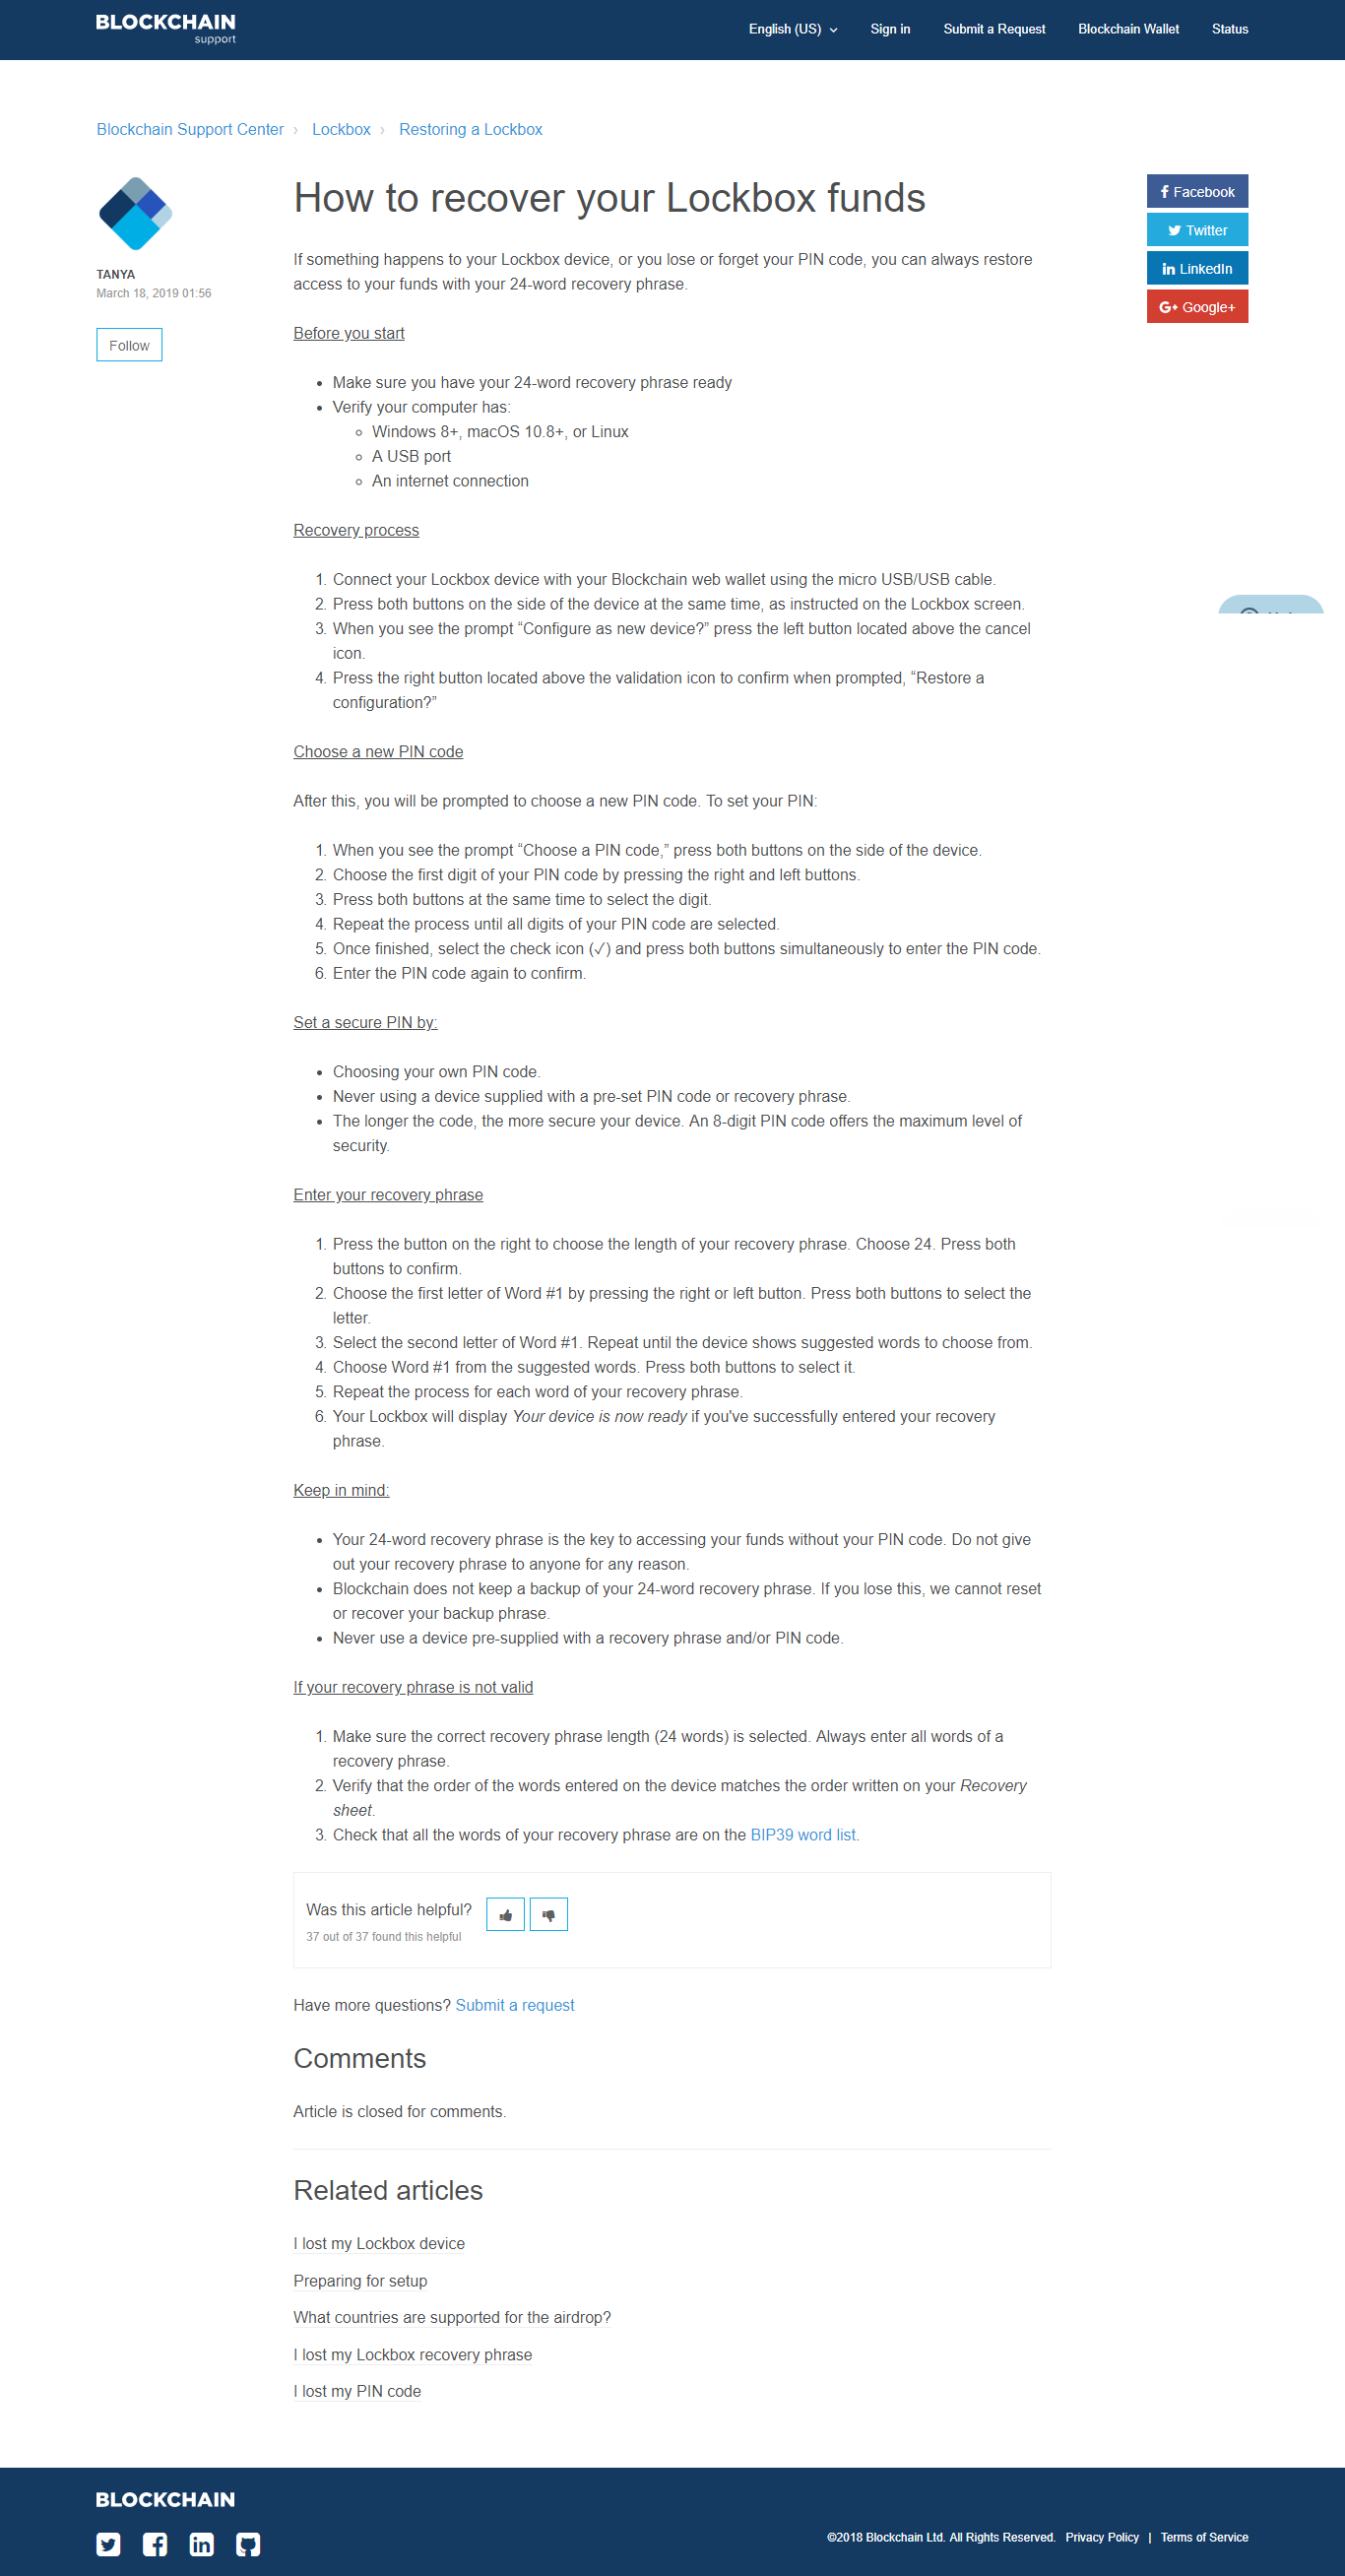 BLOCKCHAIN
support
English (US) Sign in Submit a Request Blockchain Wallet Status
Blockchain Support Center › Lockbox › Restoring a Lockbox
TANYA
March 18, 2019 01:56
Follow
How to recover your Lockbox funds
Facebook
Twitter
LinkedIn
Google+
If something happens to your Lockbox device, or you lose or forget your PIN code, you can always restore
access to your funds with your 24-word recovery phrase.
Before you start
• Make sure you have your 24-word recovery phrase ready
• Verify your computer has:
◦ Windows 8+, macOS 10.8+, or Linux
◦ A USB port
◦ An internet connection
Recovery process
1. Connect your Lockbox device with your Blockchain web wallet using the micro USB/USB cable.
2. Press both buttons on the side of the device at the same time, as instructed on the Lockbox screen.
3. When you see the prompt “Configure as new device?” press the left button located above the cancel
icon.
4. Press the right button located above the validation icon to confirm when prompted, “Restore a
configuration?”
Choose a new PIN code
After this, you will be prompted to choose a new PIN code. To set your PIN:
1. When you see the prompt “Choose a PIN code,” press both buttons on the side of the device.
2. Choose the first digit of your PIN code by pressing the right and left buttons.
3. Press both buttons at the same time to select the digit.
4. Repeat the process until all digits of your PIN code are selected.
5. Once finished, select the check icon (✓) and press both buttons simultaneously to enter the PIN code.
6. Enter the PIN code again to confirm.
Set a secure PIN by:
• Choosing your own PIN code.
• Never using a device supplied with a pre-set PIN code or recovery phrase.
• The longer the code, the more secure your device. An 8-digit PIN code offers the maximum level of
security.
Enter your recovery phrase
1. Press the button on the right to choose the length of your recovery phrase. Choose 24. Press both
buttons to confirm.
2. Choose the first letter of Word #1 by pressing the right or left button. Press both buttons to select the
letter.
3. Select the second letter of Word #1. Repeat until the device shows suggested words to choose from.
4. Choose Word #1 from the suggested words. Press both buttons to select it.
5. Repeat the process for each word of your recovery phrase.
6. Your Lockbox will display Your device is now ready if you've successfully entered your recovery
phrase.
Keep in mind:
• Your 24-word recovery phrase is the key to accessing your funds without your PIN code. Do not give
out your recovery phrase to anyone for any reason.
• Blockchain does not keep a backup of your 24-word recovery phrase. If you lose this, we cannot reset
or recover your backup phrase.
• Never use a device pre-supplied with a recovery phrase and/or PIN code.
If your recovery phrase is not valid
1. Make sure the correct recovery phrase length (24 words) is selected. Always enter all words of a
recovery phrase.
2. Verify that the order of the words entered on the device matches the order written on your Recovery
sheet.
3. Check that all the words of your recovery phrase are on the BIP39 word list.
Was this article helpful?
37 out of 37 found this helpful
Have more questions? Submit a request
Comments
Article is closed for comments.
Related articles
I lost my Lockbox device
Preparing for setup
What countries are supported for the airdrop?
I lost my Lockbox recovery phrase
I lost my PIN code
BLOCKCHAIN
©2018 Blockchain Ltd. All Rights Reserved. Privacy Policy | Terms of Service